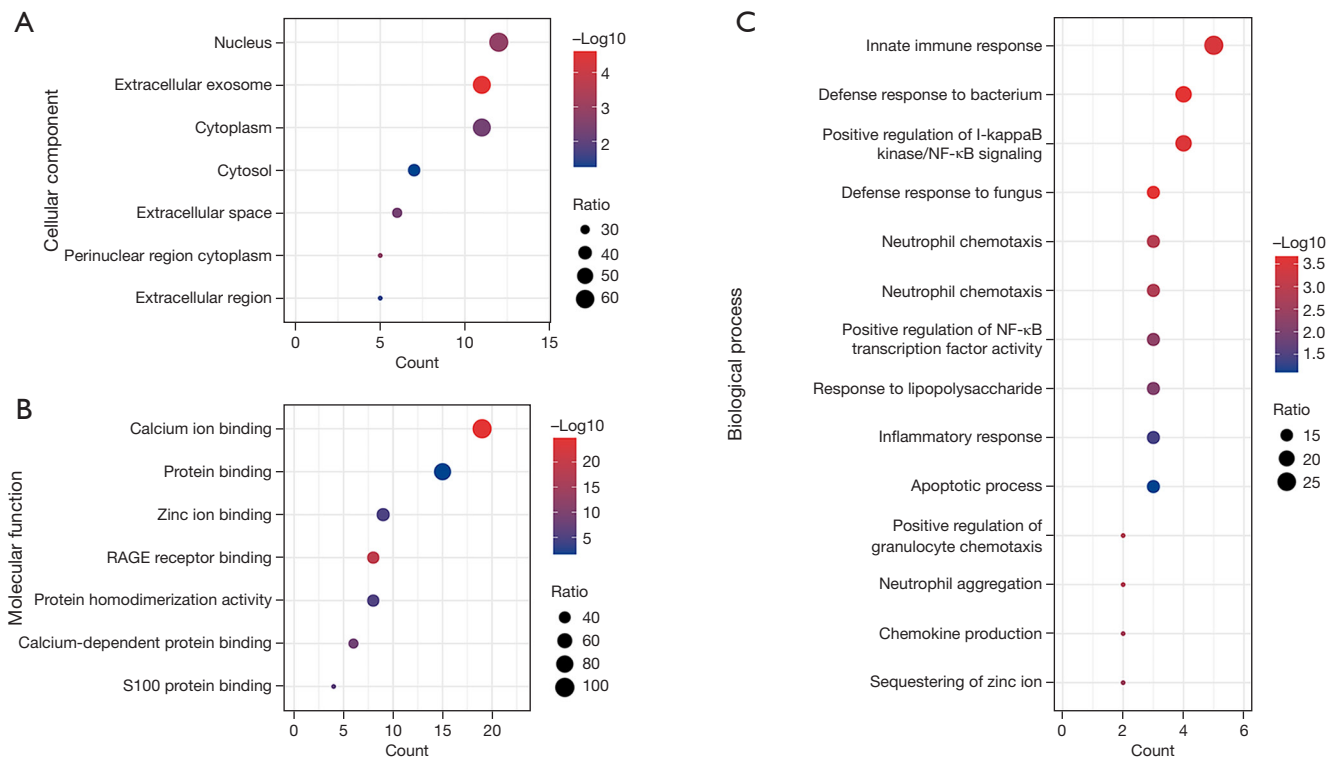 A
Cellular component
Nucleus
Extracellular exosome
Cytoplasm
Cytosol
Extracellular space
Perinuclear region cytoplasm
Extracellular region
0 5 10 15
Count
−Log10
4
3
2
Ratio
30
40
50
60
B
Molecular function
Calcium ion binding
Protein binding
Zinc ion binding
RAGE receptor binding
Protein homodimerization activity
Calcium-dependent protein binding
S100 protein binding
0 5 10 15 20
Count
−Log10
20
15
10
5
Ratio
40
60
80
100
C
Biological process
Innate immune response
Defense response to bacterium
Positive regulation of I-kappaB
kinase/NF-κB signaling
Defense response to fungus
Neutrophil chemotaxis
Neutrophil chemotaxis
Positive regulation of NF-κB
transcription factor activity
Response to lipopolysaccharide
Inflammatory response
Apoptotic process
Positive regulation of
granulocyte chemotaxis
Neutrophil aggregation
Chemokine production
Sequestering of zinc ion
0 2 4 6
Count
−Log10
3.5
3.0
2.5
2.0
1.5
Ratio
15
20
25